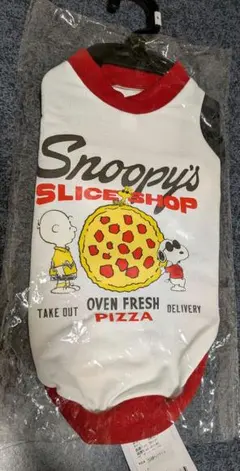 Snoopy's
SLICE SHOP
TAKE OUT OVEN FRESH DELIVERY
PIZZA